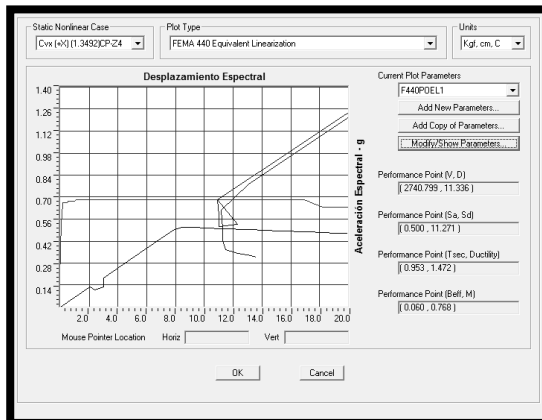 Static Nonlinear Case
Cvx (+X) (1.3492)CP-Z4
Plot Type
FEMA 440 Equivalent Linearization
Units
Kgf, cm, C
Desplazamiento Espectral
1.40
1.26
1.12
0.98
0.84
0.70
0.56
0.42
0.28
0.14
2.0 4.0 6.0 8.0 10.0 12.0 14.0 16.0 18.0 20.0
Aceleración Espectral - g
Mouse Pointer Location Horiz Vert
Current Plot Parameters
F440POEL1
Add New Parameters...
Add Copy of Parameters...
Modify/Show Parameters...
Performance Point (V, D)
( 2740.799 , 11.336 )
Performance Point (Sa, Sd)
( 0.500 , 11.271 )
Performance Point (Tsec, Ductility)
( 0.953 , 1.472 )
Performance Point (Beff, M)
( 0.060 , 0.768 )
OK Cancel